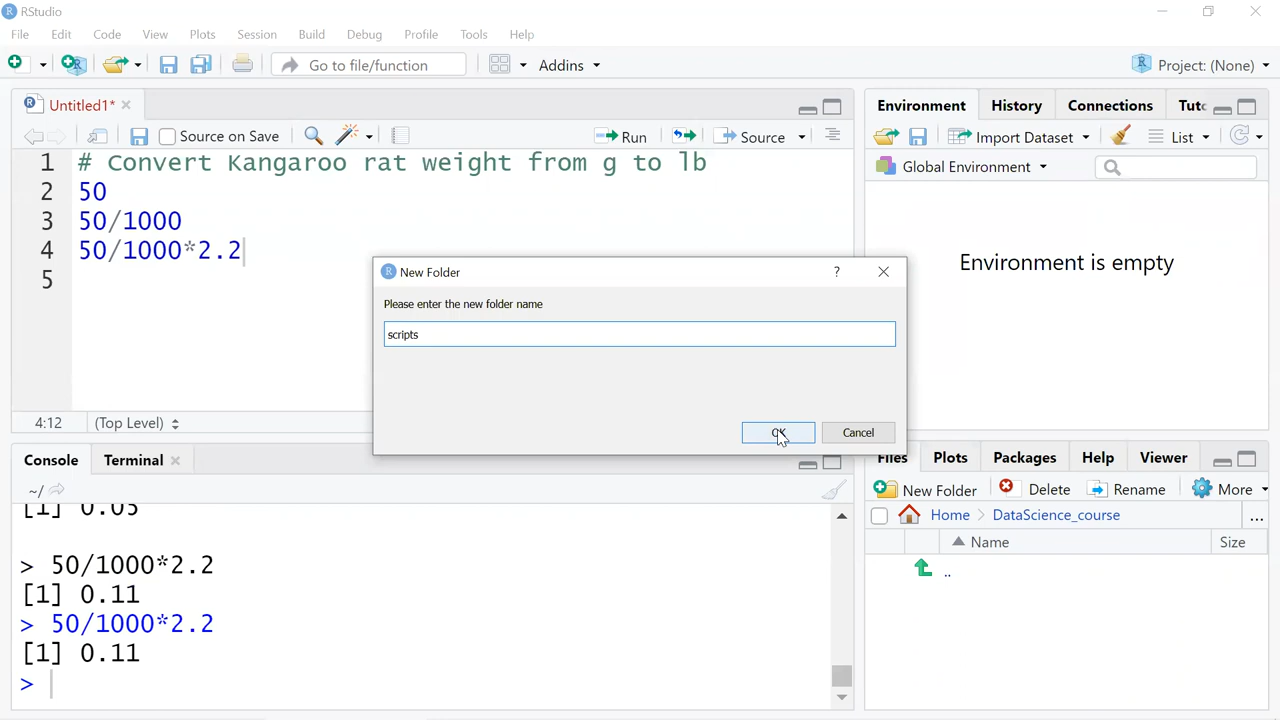 RStudio
File Edit Code View Plots Session Build Debug Profile Tools Help
Go to file/function Addins Project: (None)
Untitled1*
Source on Save Run Source
1 # Convert Kangaroo rat weight from g to lb
2 50
3 50/1000
4 50/1000*2.2
5
4:12 (Top Level)
Environment History Connections Tut
Import Dataset List
Global Environment
Environment is empty
New Folder ?
Please enter the new folder name
scripts
OK Cancel
Console Terminal
~/
[1] 0.05
> 50/1000*2.2
[1] 0.11
> 50/1000*2.2
[1] 0.11
>
Files Plots Packages Help Viewer
New Folder Delete Rename More
Home DataScience_course ...
Name Size
..